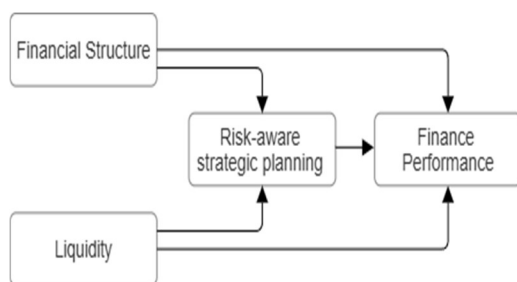 Financial Structure
Risk-aware
strategic planning
Finance
Performance
Liquidity